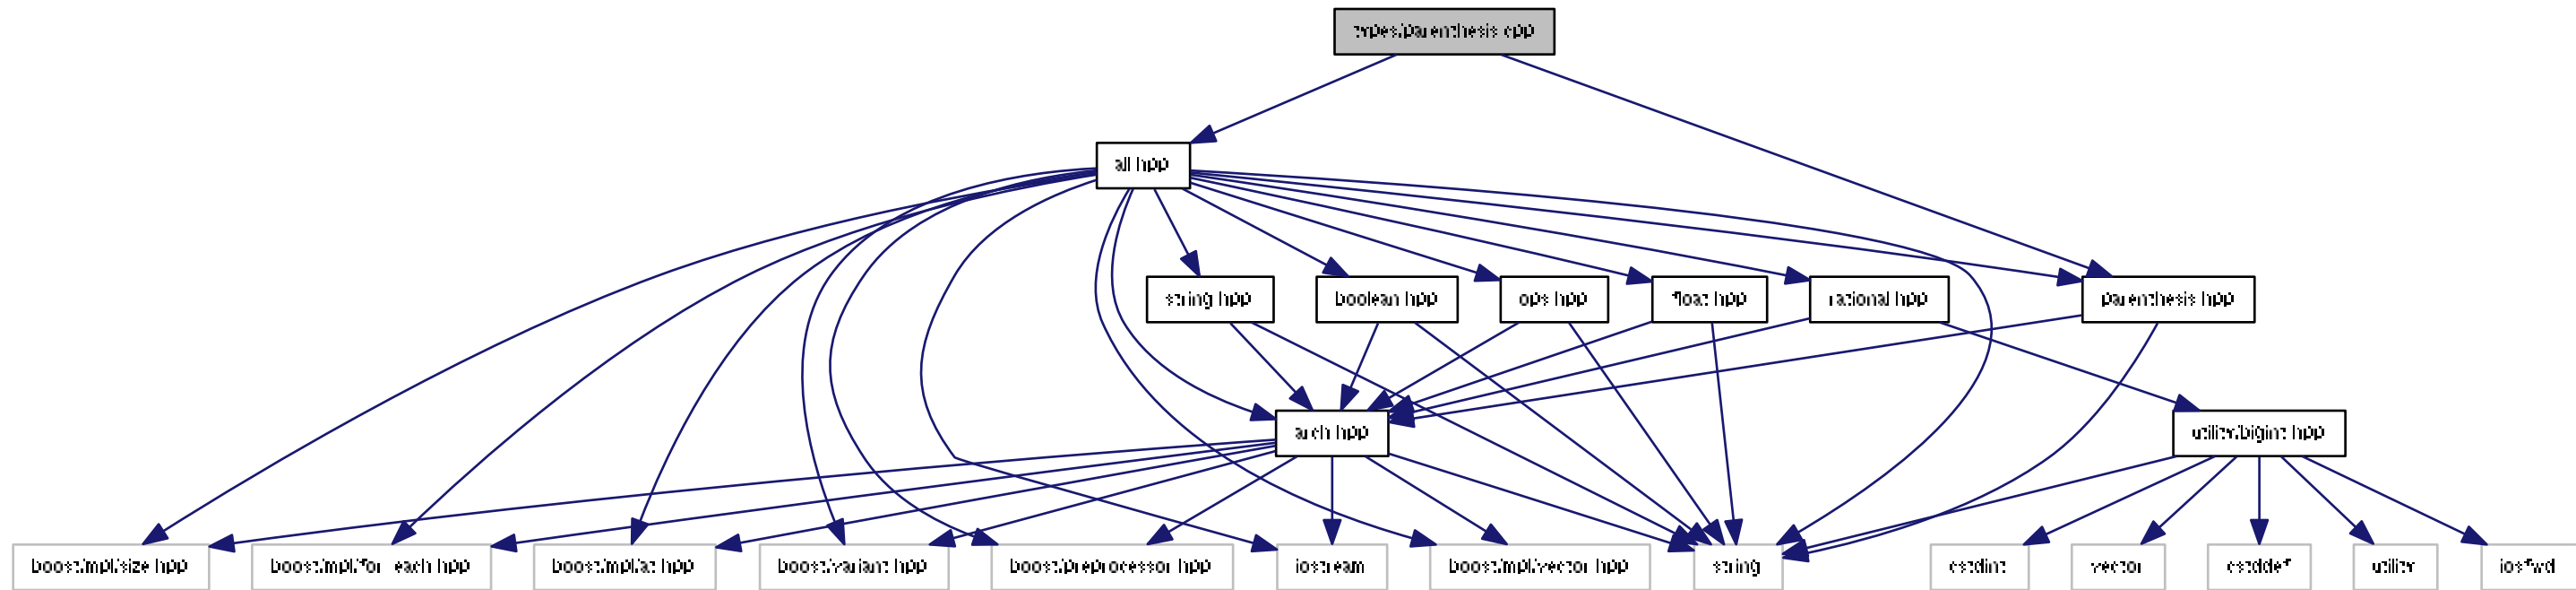 types/parenthesis.cpp
all.hpp
string.hpp
boolean.hpp
ops.hpp
float.hpp
rational.hpp
parenthesis.hpp
arch.hpp
utility/bigint.hpp
boost/mpl/size.hpp
boost/mpl/for_each.hpp
boost/mpl/at.hpp
boost/variant.hpp
boost/preprocessor.hpp
iostream
boost/mpl/vector.hpp
string
cstdint
vector
cstddef
utility
iosfwd